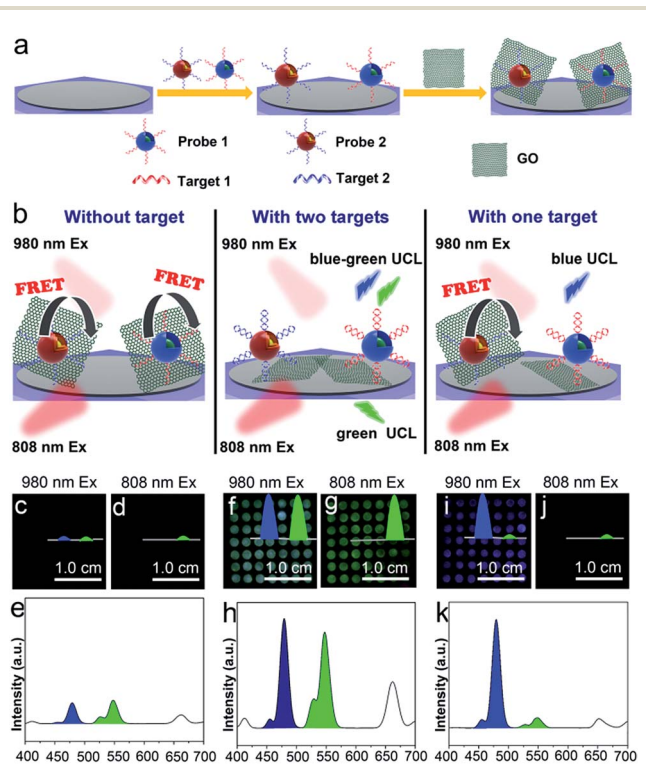 a
Probe 1
Probe 2
GO
Target 1
Target 2
b
Without target
With two targets
With one target
980 nm Ex
980 nm Ex
980 nm Ex
blue-green UCL
blue UCL
FRET
FRET
FRET
808 nm Ex
808 nm Ex
green UCL
808 nm Ex
980 nm Ex
808 nm Ex
980 nm Ex
808 nm Ex
980 nm Ex
808 nm Ex
c
d
f
g
i
j
1.0 cm
1.0 cm
1.0 cm
1.0 cm
1.0 cm
1.0 cm
e
h
k
Intensity (a.u.)
Intensity (a.u.)
Intensity (a.u.)
400 450 500 550 600 650 700
400 450 500 550 600 650 700
400 450 500 550 600 650 700